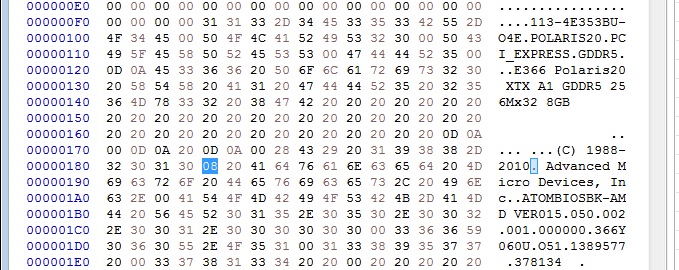 000000E0 00 00 00 00 00 00 00 00 00 00 00 00 00 00 00 00 ................
000000F0 00 00 00 00 31 31 33 2D 34 45 33 35 33 42 55 2D ....113-4E353BU-
00000100 4F 34 45 00 50 4F 4C 41 52 49 53 32 30 00 50 43 O4E.POLARIS20.PC
00000110 49 5F 45 58 50 52 45 53 53 00 47 44 44 52 35 00 I_EXPRESS.GDDR5.
00000120 0D 0A 45 33 36 36 20 50 6F 6C 61 72 69 73 32 30 ..E366 Polaris20
00000130 20 58 54 58 20 41 31 20 47 44 44 52 35 20 32 35 XTX A1 GDDR5 25
00000140 36 4D 78 33 32 20 38 47 42 20 20 20 20 20 20 20 6Mx32 8GB
00000150 20 20 20 20 20 20 20 20 20 20 20 20 20 20 20 20
00000160 20 20 20 20 20 20 20 20 20 20 20 20 20 20 0D 0A ..
00000170 00 0D 0A 20 0D 0A 00 28 43 29 20 31 39 38 38 2D ... ...(C) 1988-
00000180 32 30 31 30 08 20 41 64 76 61 6E 63 65 64 20 4D 2010. Advanced M
00000190 69 63 72 6F 20 44 65 76 69 63 65 73 2C 20 49 6E icro Devices, In
000001A0 63 2E 00 41 54 4F 4D 42 49 4F 53 42 4B 2D 41 4D c..ATOMBIOSBK-AM
000001B0 44 20 56 45 52 30 31 35 2E 30 35 30 2E 30 30 32 D VER015.050.002
000001C0 2E 30 30 31 2E 30 30 30 30 30 30 00 33 36 36 59 .001.000000.366Y
000001D0 30 36 30 55 2E 4F 35 31 00 31 33 38 39 35 37 37 060U.O51.1389577
000001E0 20 00 33 37 38 31 33 34 20 20 00 20 20 20 20 20 .378134 .